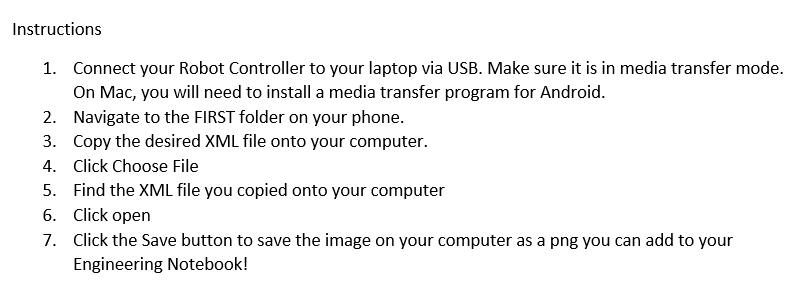 Instructions
1. Connect your Robot Controller to your laptop via USB. Make sure it is in media transfer mode.
On Mac, you will need to install a media transfer program for Android.
2. Navigate to the FIRST folder on your phone.
3. Copy the desired XML file onto your computer.
4. Click Choose File
5. Find the XML file you copied onto your computer
6. Click open
7. Click the Save button to save the image on your computer as a png you can add to your
Engineering Notebook!